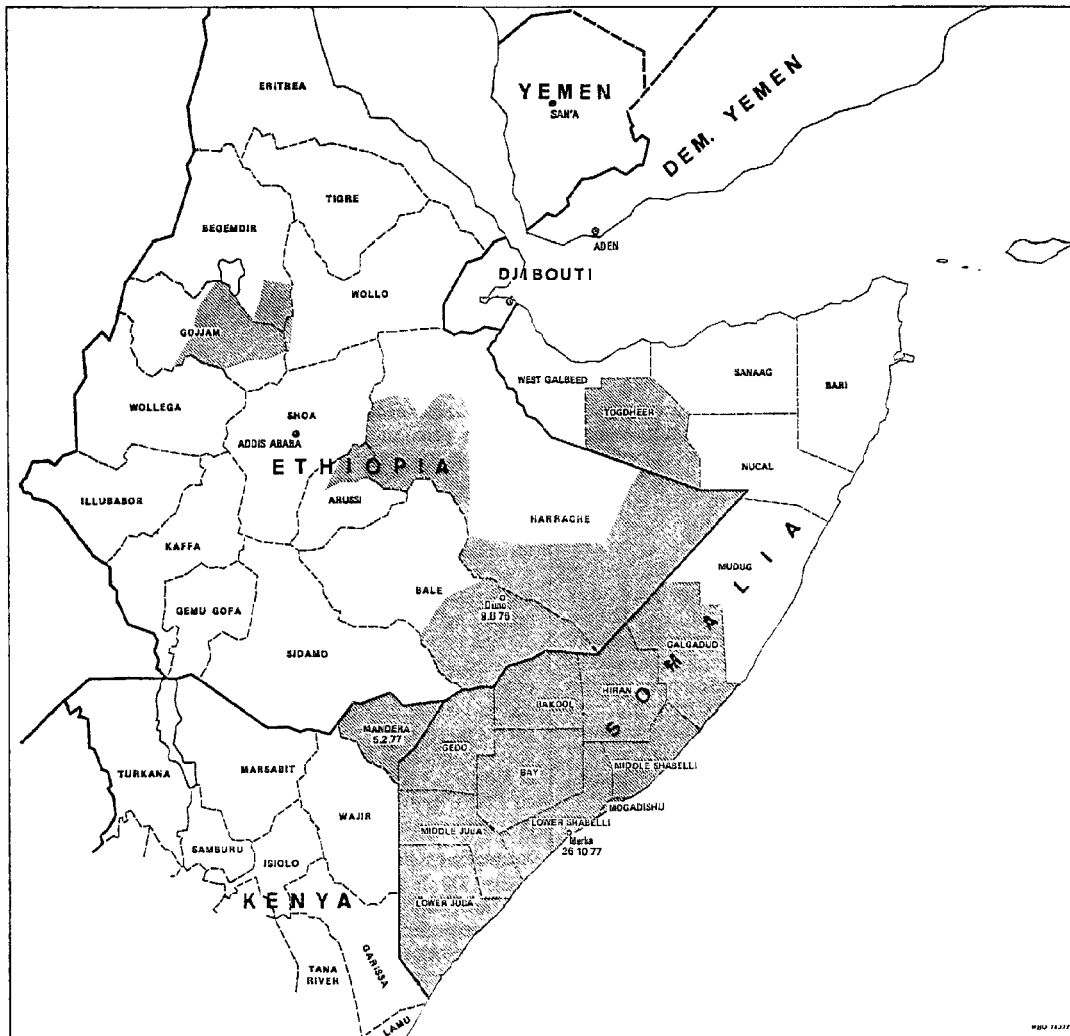 ERITREA
YEMEN
SAN'A
DEM. YEMEN
TIGRE
BEGEMDIR
ADEN
DJIBOUTI
WOLLO
GOJJAM
WEST GALBEED
SANAAG
BARI
TOGDHEER
WOLLEGA
SHOA
ADDIS ABABA
ETHIOPIA
NUGAL
ILLUBABOR
ARUSSI
HARRAGHE
KAFFA
MUDUG
SOMALIA
BALE
GEMU GOFA
GALGADUD
SIDAMO
HIRAN
BAKOOL
MANDERA
5.2.77
GEDO
TURKANA
MARSABIT
BAY
MIDDLE SHABELLI
MOGADISHU
WAJIR
MIDDLE JUBA
LOWER SHABELLI
Merka
26 10 77
SAMBURU
ISIOLO
KENYA
LOWER JUBA
GARISSA
TANA
RIVER
LAMU